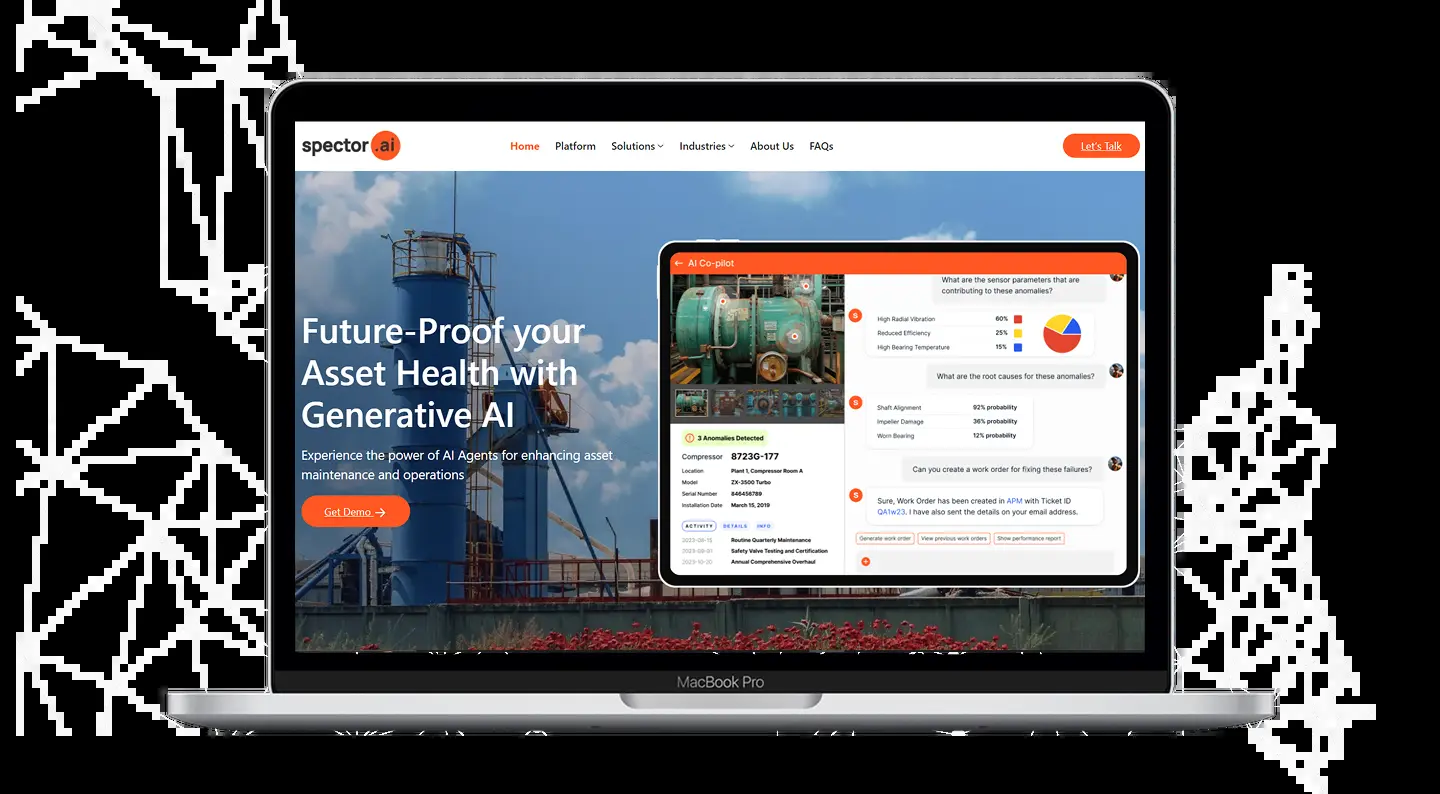 spector .ai
Home Platform Solutions Industries About Us FAQs
Let's Talk
Future-Proof your
Asset Health with
Generative AI
Experience the power of AI Agents for enhancing asset
maintenance and operations
Get Demo →
← AI Co-pilot
What are the sensor parameters that are
contributing to these anomalies?
S
High Radial Vibration 60%
Reduced Efficiency 25%
High Bearing Temperature 15%
What are the root causes for these anomalies?
S
Shaft Alignment 92% probability
Impeller Damage 36% probability
Worn Bearing 12% probability
Can you create a work order for fixing these failures?
S
Sure, Work Order has been created in APM with Ticket ID
QA1w23. I have also sent the details on your email address.
Generate work order View previous work orders Show performance report
3 Anomalies Detected
Compressor 8723G-177
Location Plant 1, Compressor Room A
Model ZX-3500 Turbo
Serial Number 846456789
Installation Date March 15, 2019
ACTIVITY DETAILS INFO
Routine Quarterly Maintenance
Safety Valve Testing and Certification
2023-10-20 Annual Comprehensive Overhaul
MacBook Pro